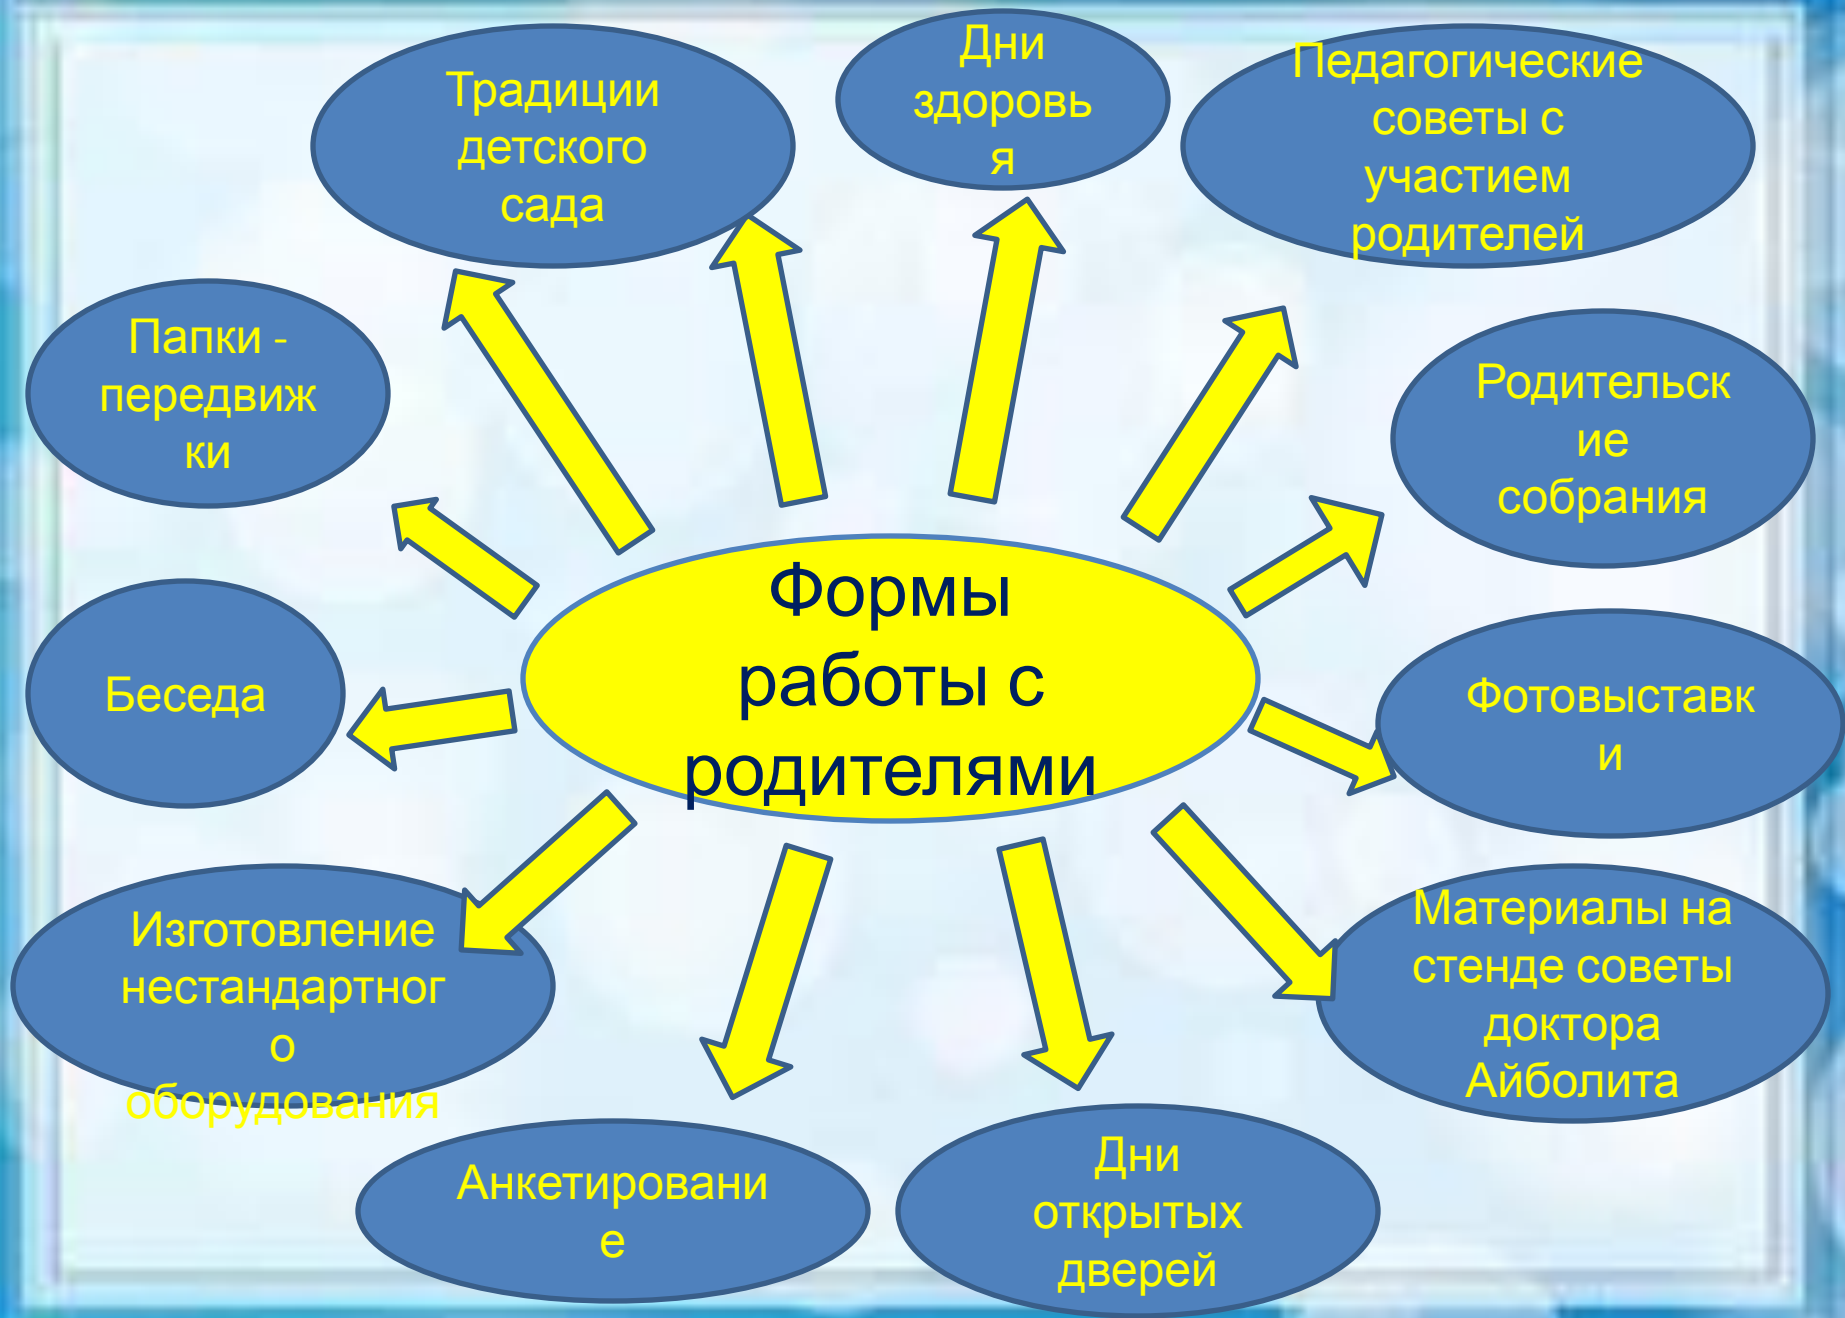 Традиции
детского
сада
Дни
здоровь
я
Педагогические
советы с
участием
родителей
Папки -
передвиж
ки
Родительск
ие
собрания
Формы
работы с
родителями
Беседа
Фотовыставк
и
Изготовление
нестандартног
о
оборудования
Материалы на
стенде советы
доктора
Айболита
Анкетировани
е
Дни
открытых
дверей